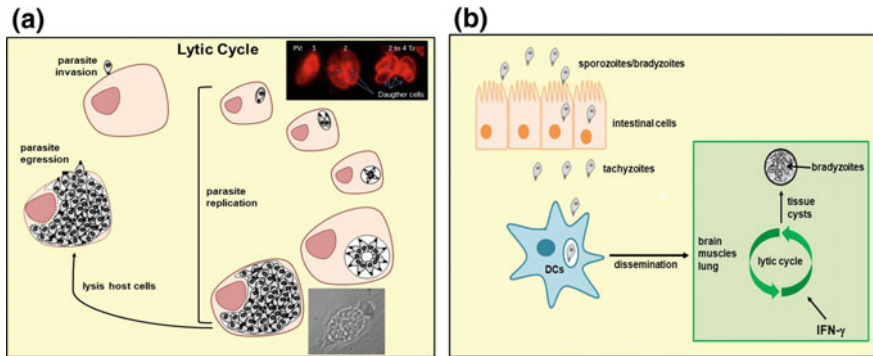 (a)
Lytic Cycle
parasite
invasion
PV: 1 2 2 to 4 Tz
Daugther cells
parasite
egression
parasite
replication
lysis host cells
(b)
sporozoites/bradyzoites
intestinal cells
tachyzoites
DCs
dissemination
brain
muscles
lung
bradyzoites
tissue
cysts
lytic cycle
IFN-γ